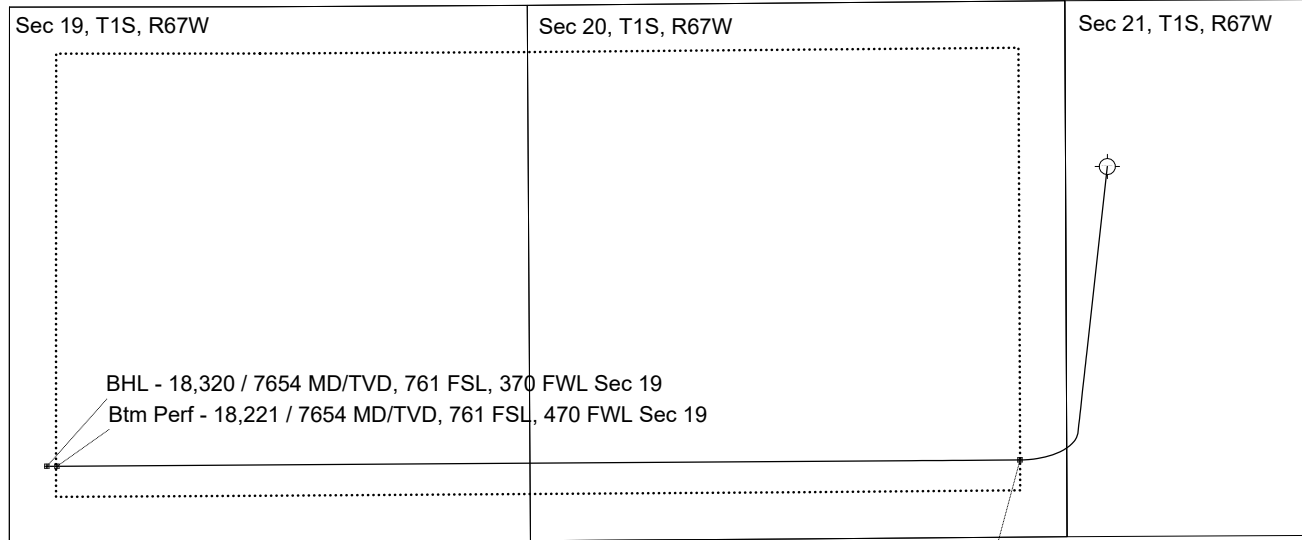 Sec 19, T1S, R67W
Sec 20, T1S, R67W
Sec 21, T1S, R67W
BHL - 18,320 / 7654 MD/TVD, 761 FSL, 370 FWL Sec 19
Btm Perf - 18,221 / 7654 MD/TVD, 761 FSL, 470 FWL Sec 19